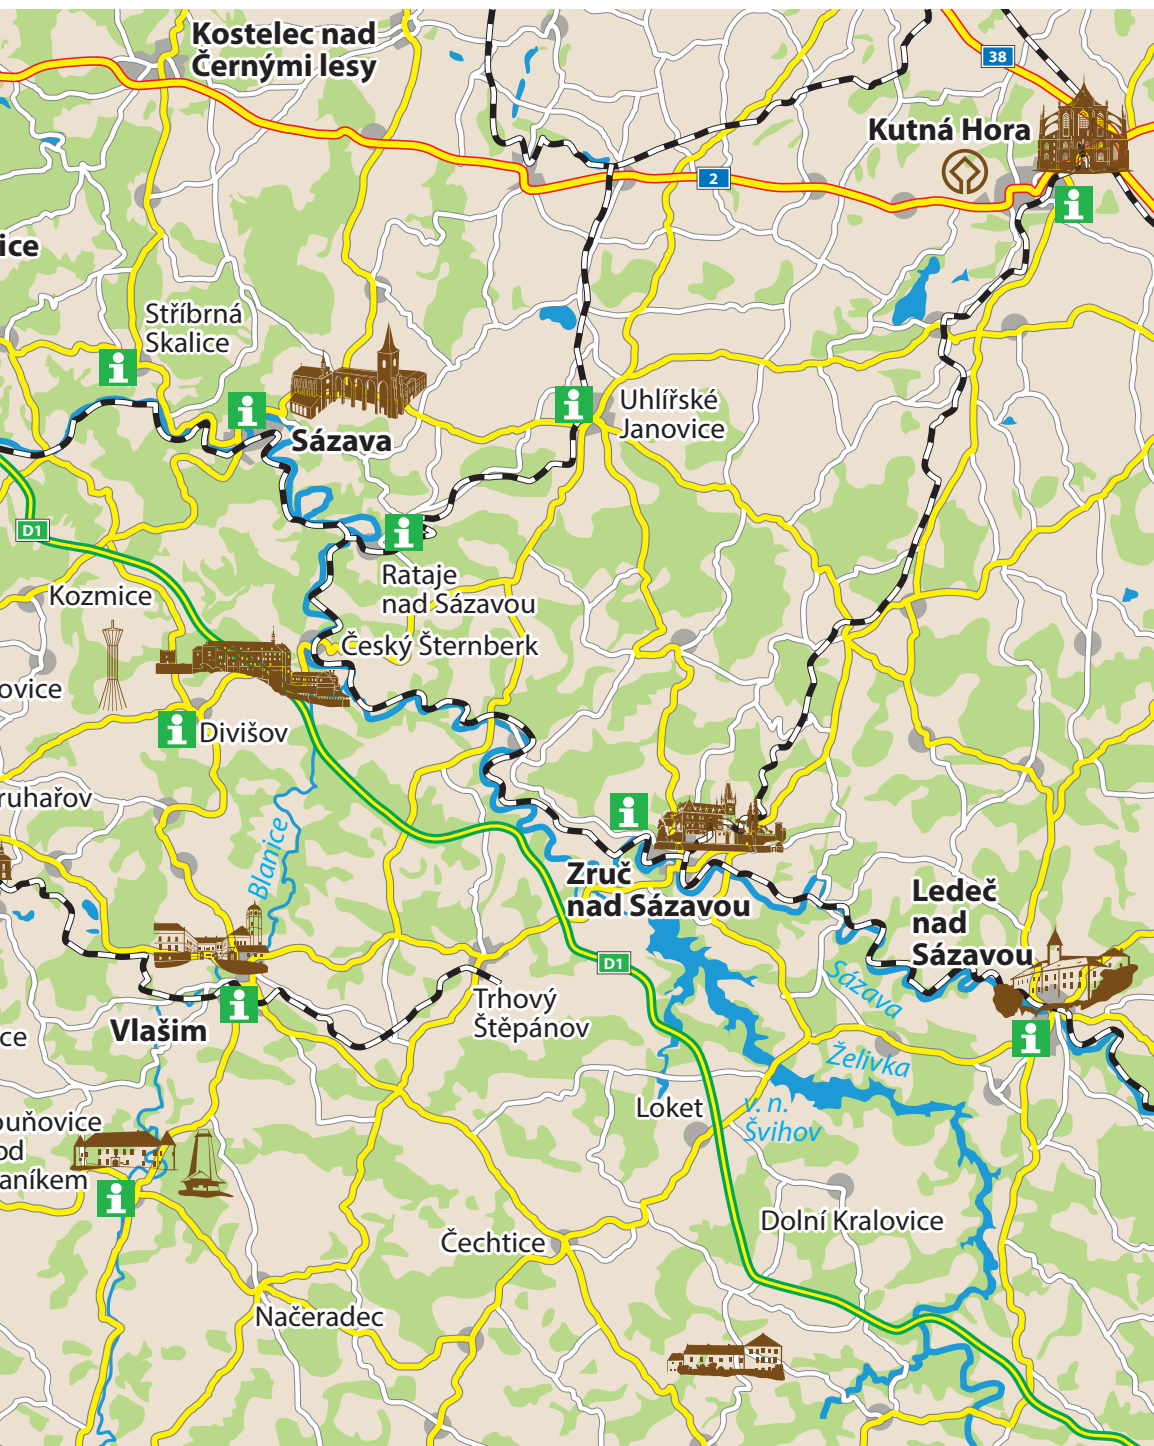 Kostelec nad
Černými lesy
38
Kutná Hora
2
i
ice
Stříbrná
Skalice
i
i
Sázava
i
Uhlířské
Janovice
D1
i
Rataje
nad Sázavou
Kozmice
Český Šternberk
ovice
i
Divišov
ruhařov
i
Blanice
Zruč
nad Sázavou
Ledeč
nad
Sázavou
D1
Sázava
Trhový
Štěpánov
i
Vlašim
i
ce
Želivka
Loket
v. n.
Švihov
ouňovice
od
aníkem
i
Dolní Kralovice
Čechtice
Načeradec